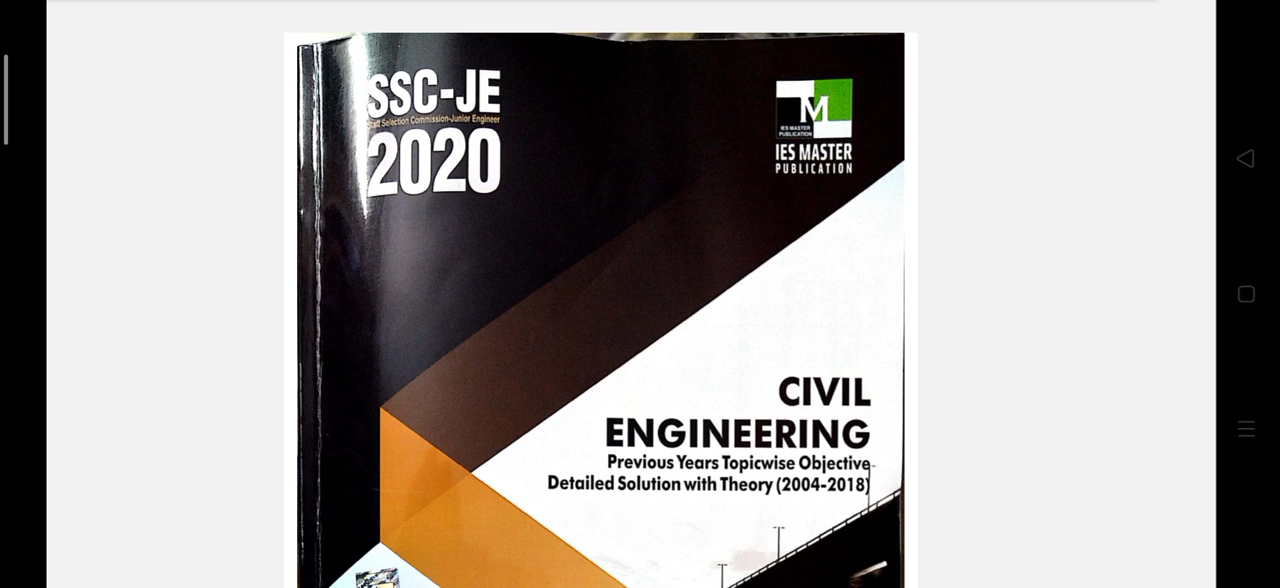 SSC-JE
Staff Selection Commission-Junior Engineer
2020
IM
IES MASTER
PUBLICATION
IES MASTER
PUBLICATION
CIVIL
ENGINEERING
Previous Years Topicwise Objective
Detailed Solution with Theory (2004-2018)